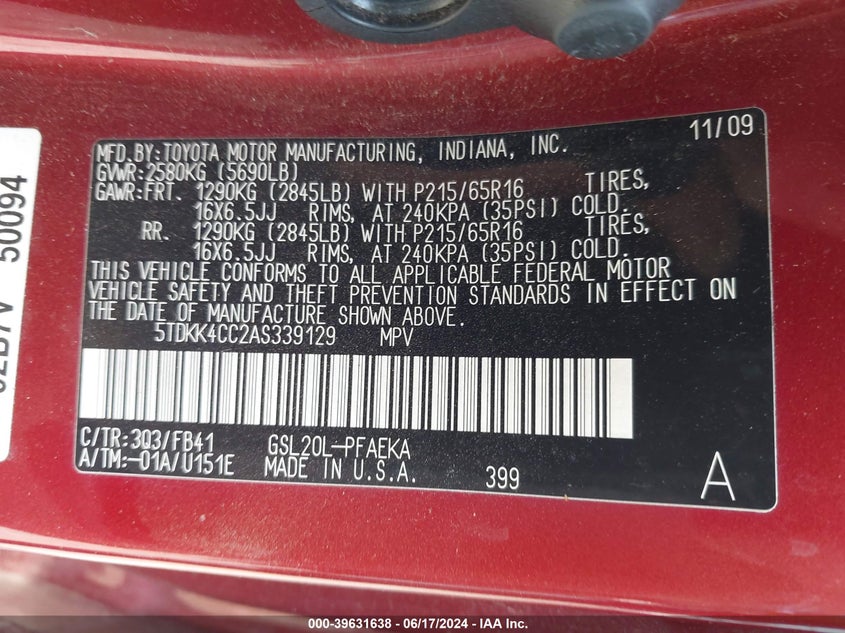 11/09
MFD.BY:TOYOTA MOTOR MANUFACTURING, INDIANA, INC.
GVWR:2580KG (5690LB)
GAWR:FRT. 1290KG (2845LB) WITH P215/65R16 TIRES,
16X6.5JJ RIMS, AT 240KPA (35PSI) COLD.
RR. 1290KG (2845LB) WITH P215/65R16 TIRES,
16X6.5JJ RIMS, AT 240KPA (35PSI) COLD.
THIS VEHICLE CONFORMS TO ALL APPLICABLE FEDERAL MOTOR
VEHICLE SAFETY AND THEFT PREVENTION STANDARDS IN EFFECT ON
THE DATE OF MANUFACTURE SHOWN ABOVE.
5TDKK4CC2AS339129 MPV
C/TR:3Q3/FB41 GSL20L-PFAEKA
A/TM:-01A/U151E MADE IN U.S.A. 399 A
50094
000-39631638 - 06/17/2024 - IAA Inc.